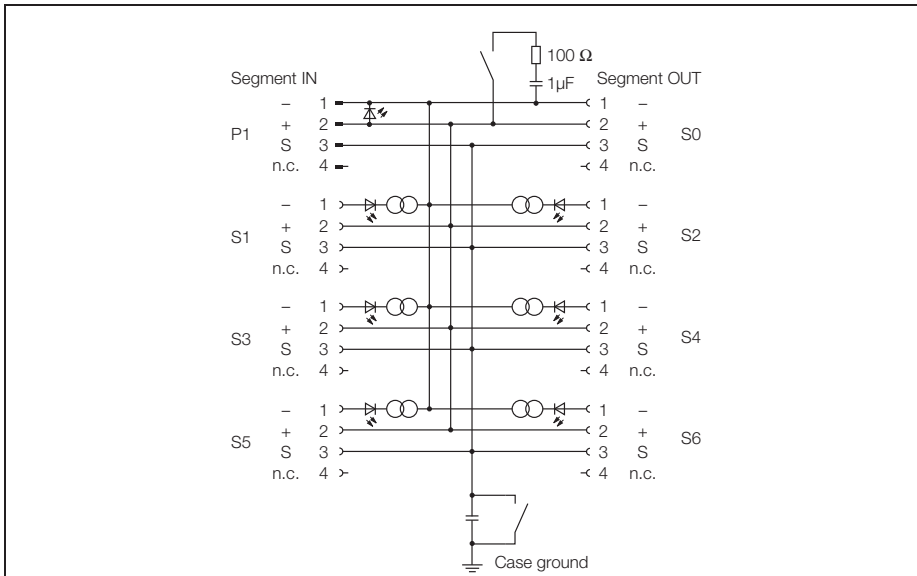 100 Ω
Segment IN 1µF Segment OUT
− 1 1 −
P1 + 2 2 + S0
S 3 3 S
n.c. 4 4 n.c.
− 1 1 −
S1 + 2 2 + S2
S 3 3 S
n.c. 4 4 n.c.
− 1 1 −
S3 + 2 2 + S4
S 3 3 S
n.c. 4 4 n.c.
− 1 1 −
S5 + 2 2 + S6
S 3 3 S
n.c. 4 4 n.c.
Case ground